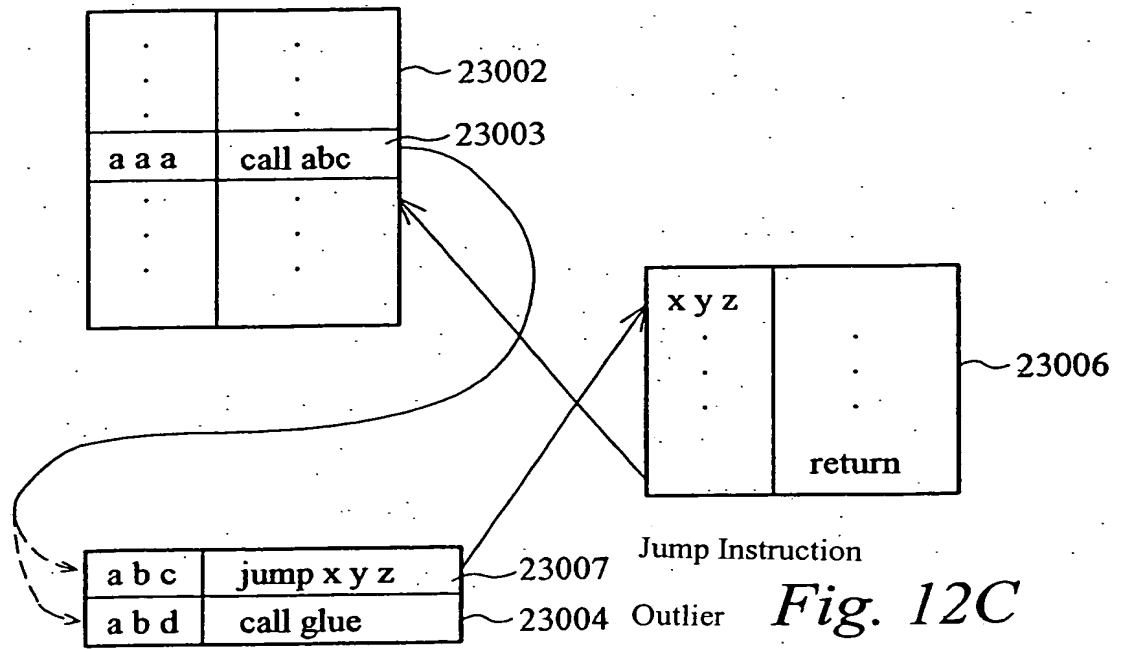 23002
23003
a a a call abc
x y z
23006
return
Jump Instruction
a b c jump x y z 23007
a b d call glue 23004 Outlier
Fig. 12C